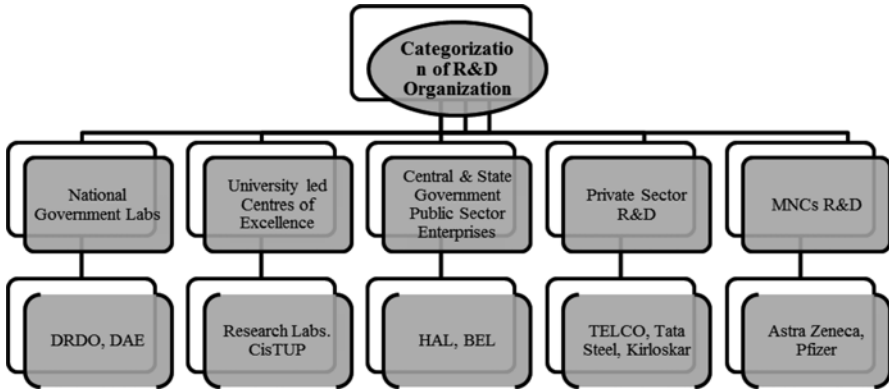 Categorizatio
n of R&D
Organization
National
Government Labs
University led
Centres of
Excellence
Central & State
Government
Public Sector
Enterprises
Private Sector
R&D
MNCs R&D
DRDO, DAE
Research Labs.
CisTUP
HAL, BEL
TELCO, Tata
Steel, Kirloskar
Astra Zeneca,
Pfizer